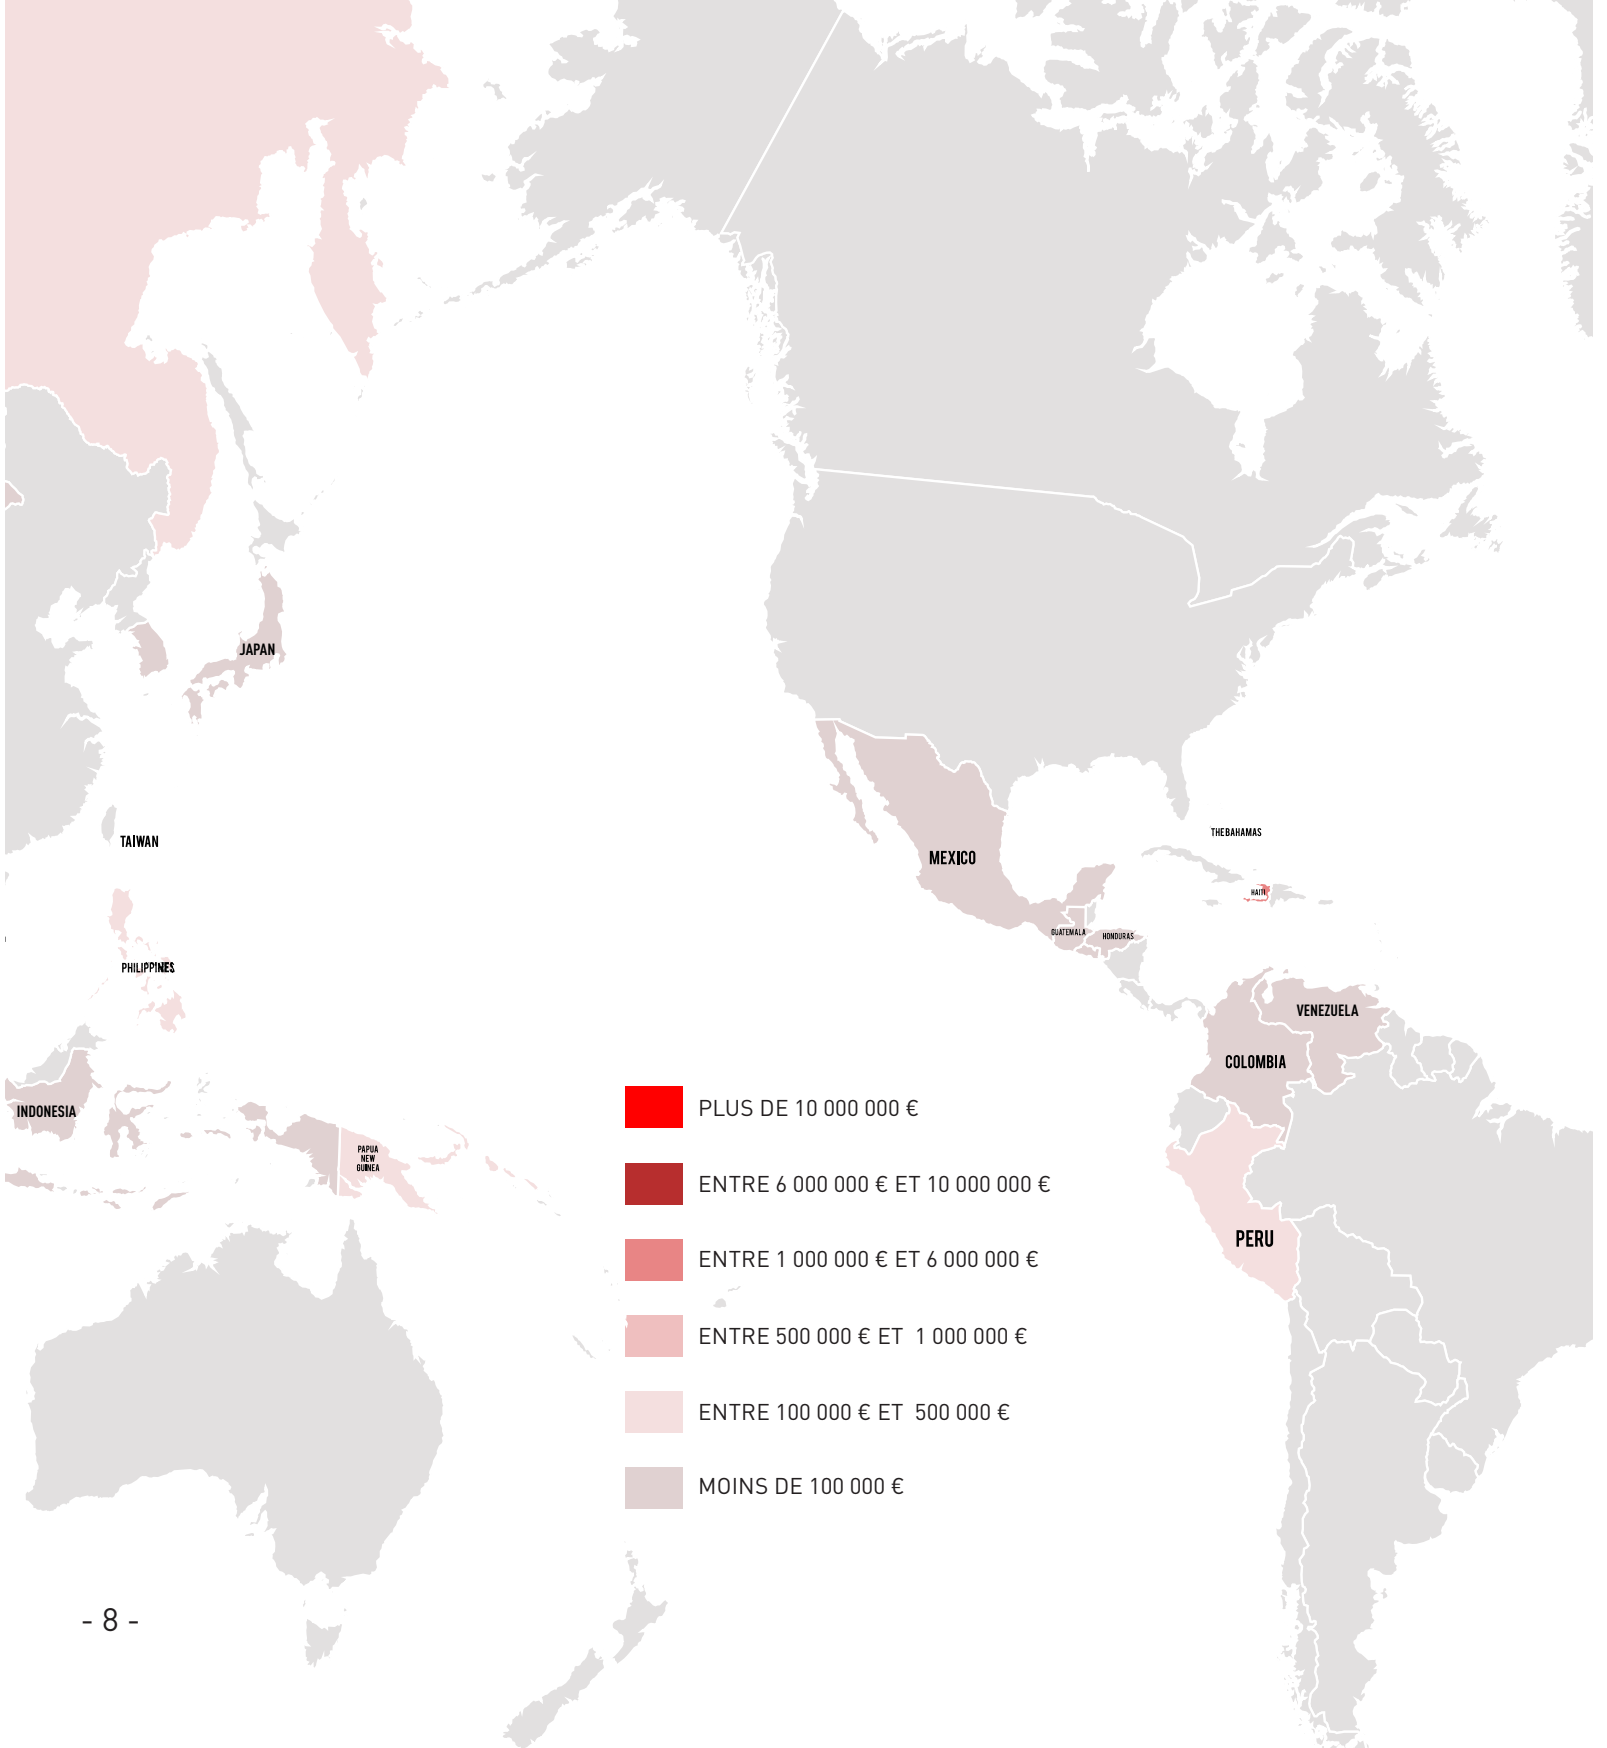 JAPAN
TAIWAN
THE BAHAMAS
MEXICO
HAITI
GUATEMALA
HONDURAS
PHILIPPINES
VENEZUELA
COLOMBIA
INDONESIA
PLUS DE 10 000 000 €
PAPUA
NEW
GUINEA
ENTRE 6 000 000 € ET 10 000 000 €
PERU
ENTRE 1 000 000 € ET 6 000 000 €
ENTRE 500 000 € ET 1 000 000 €
ENTRE 100 000 € ET 500 000 €
MOINS DE 100 000 €
- 8 -